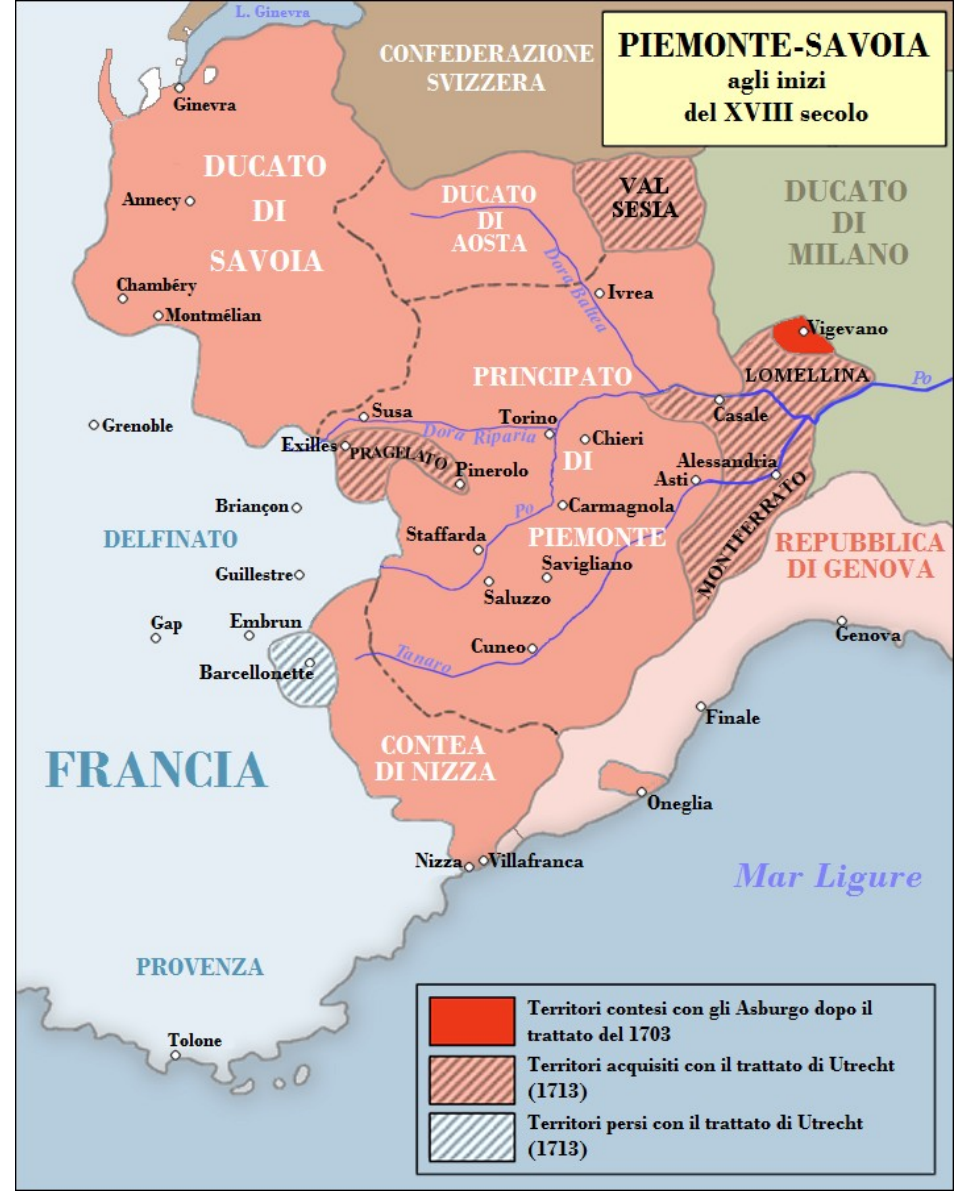 L. Ginevra
PIEMONTE-SAVOIA
agli inizi
del XVIII secolo
CONFEDERAZIONE
SVIZZERA
Ginevra
DUCATO
DI
SAVOIA
Annecy
DUCATO
DI
AOSTA
VAL
SESIA
DUCATO
DI
MILANO
Dora Baltea
Ivrea
Chambéry
Montmélian
Vigevano
LOMELLINA
Po
PRINCIPATO
DI
PIEMONTE
Casale
Susa
Torino
Grenoble
Dora Riparia
Chieri
Exilles
PRAGELATO
Pinerolo
Alessandria
Asti
Briançon
Po
Carmagnola
MONTFERRATO
DELFINATO
Staffarda
REPUBBLICA
DI GENOVA
Guillestre
Savigliano
Saluzzo
Gap
Embrun
Genova
Cuneo
Tanaro
Barcellonette
Finale
FRANCIA
CONTEA
DI NIZZA
Oneglia
Nizza
Villafranca
Mar Ligure
PROVENZA
Tolone
Territori contesi con gli Asburgo dopo il
trattato del 1703
Territori acquisiti con il trattato di Utrecht
(1713)
Territori persi con il trattato di Utrecht
(1713)